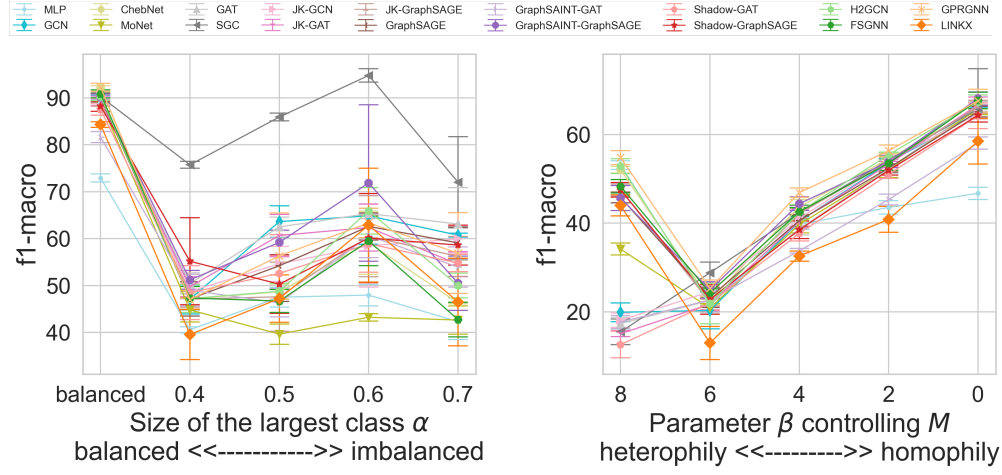 MLP ChebNet GAT JK-GCN JK-GraphSAGE GraphSAINT-GAT Shadow-GAT H2GCN GPRGNN
GCN MoNet SGC JK-GAT GraphSAGE GraphSAINT-GraphSAGE Shadow-GraphSAGE FSGNN LINKX
f1-macro
90
80
70
60
50
40
balanced 0.4 0.5 0.6 0.7
Size of the largest class α
balanced <<----------->> imbalanced
f1-macro
60
40
20
8 6 4 2 0
Parameter β controlling M
heterophily <<--------->> homophily